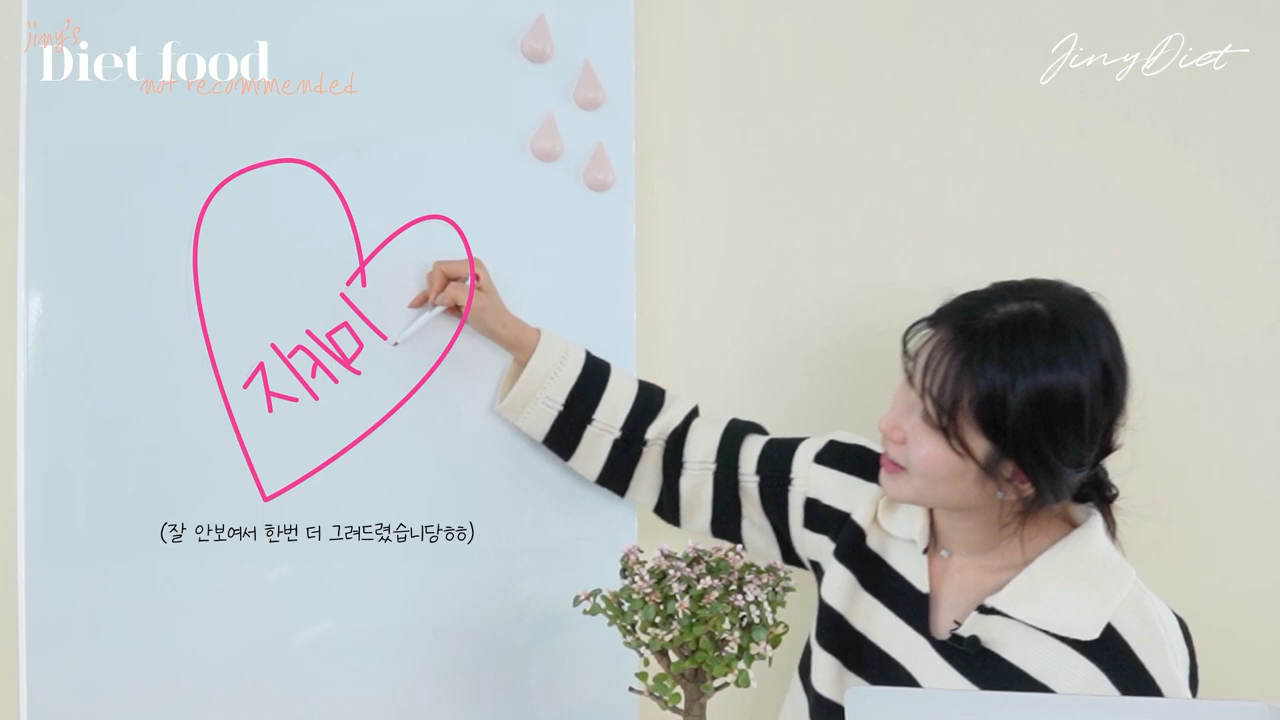 jiny's
Diet food
not recommended
JinyDiet
지켜미
(잘 안보여서 한번 더 그려드렸습니당ㅎㅎ)